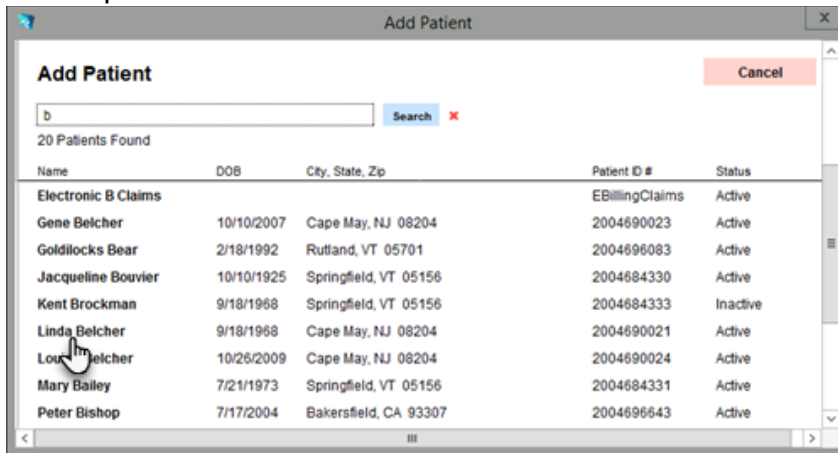 Add Patient
Add Patient Cancel
b Search
20 Patients Found
Name DOB City, State, Zip Patient ID # Status
Electronic B Claims EBillingClaims Active
Gene Belcher 10/10/2007 Cape May, NJ 08204 2004690023 Active
Goldilocks Bear 2/18/1992 Rutland, VT 05701 2004696083 Active
Jacqueline Bouvier 10/10/1925 Springfield, VT 05156 2004684330 Active
Kent Brockman 9/18/1968 Springfield, VT 05156 2004684333 Inactive
Linda Belcher 9/18/1968 Cape May, NJ 08204 2004690021 Active
Belcher 10/26/2009 Cape May, NJ 08204 2004690024 Active
Mary Bailey 7/21/1973 Springfield, VT 05156 2004684331 Active
Peter Bishop 7/17/2004 Bakersfield, CA 93307 2004696643 Active